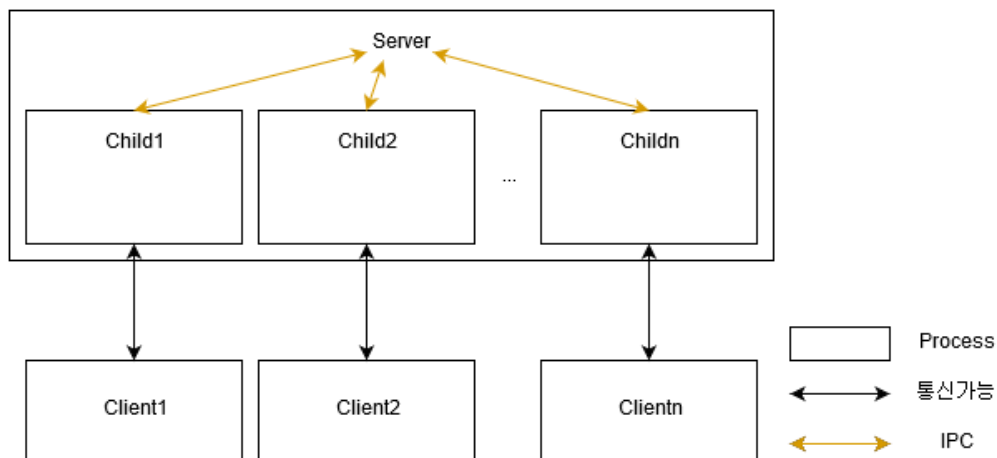 Server
Child1
Child2
...
Childn
Client1
Client2
Clientn
Process
통신가능
IPC